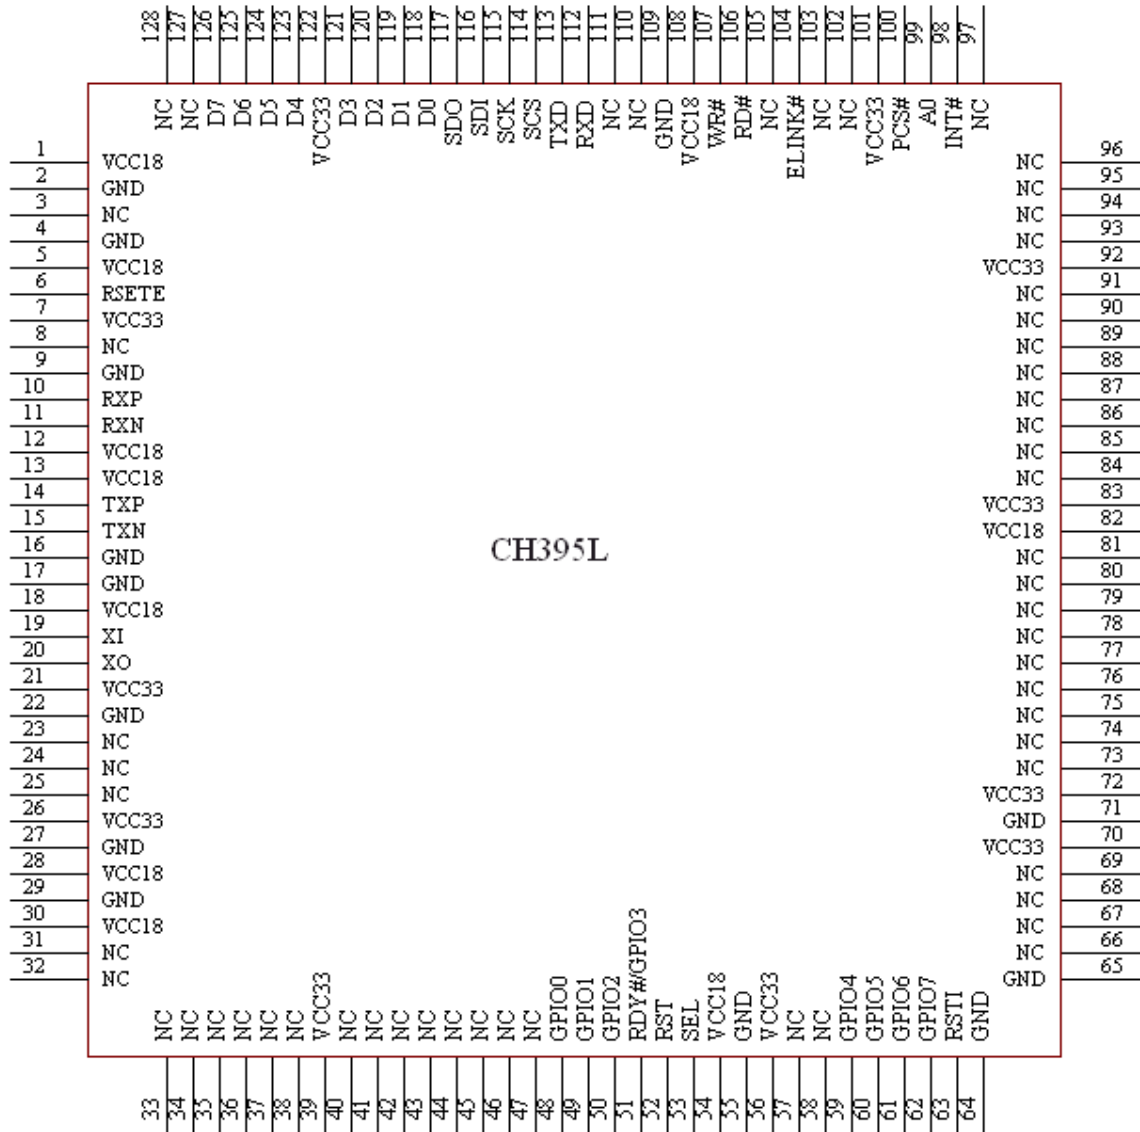 128 127 126 125 124 123 122 121 120 119 118 117 116 115 114 113 112 111 110 109 108 107 106 105 104 103 102 101 100 99 98 97
NC NC D7 D6 D5 D4 VCC33 D3 D2 D1 D0 SDO SDI SCK SCS TXD RXD NC NC GND VCC18 WR# RD# NC ELINK# NC NC VCC33 PCS# A0 INT# NC
1 VCC18 NC 96
2 GND NC 95
3 NC NC 94
4 GND NC 93
5 VCC18 VCC33 92
6 RSETE NC 91
7 VCC33 NC 90
8 NC NC 89
9 GND NC 88
10 RXP NC 87
11 RXN NC 86
12 VCC18 NC 85
13 VCC18 NC 84
14 TXP VCC33 83
15 TXN VCC18 82
CH395L
16 GND NC 81
17 GND NC 80
18 VCC18 NC 79
19 XI NC 78
20 XO NC 77
21 VCC33 NC 76
22 GND NC 75
23 NC NC 74
24 NC NC 73
25 NC VCC33 72
26 VCC33 GND 71
27 GND VCC33 70
28 VCC18 NC 69
29 GND NC 68
30 VCC18 NC 67
31 NC NC 66
32 NC GND 65
NC NC NC NC NC NC VCC33 NC NC NC NC NC NC NC NC GPIO0 GPIO1 GPIO2 RDY#/GPIO3 RST SEL VCC18 GND VCC33 NC NC GPIO4 GPIO5 GPIO6 GPIO7 RSTI GND
33 34 35 36 37 38 39 40 41 42 43 44 45 46 47 48 49 50 51 52 53 54 55 56 57 58 59 60 61 62 63 64